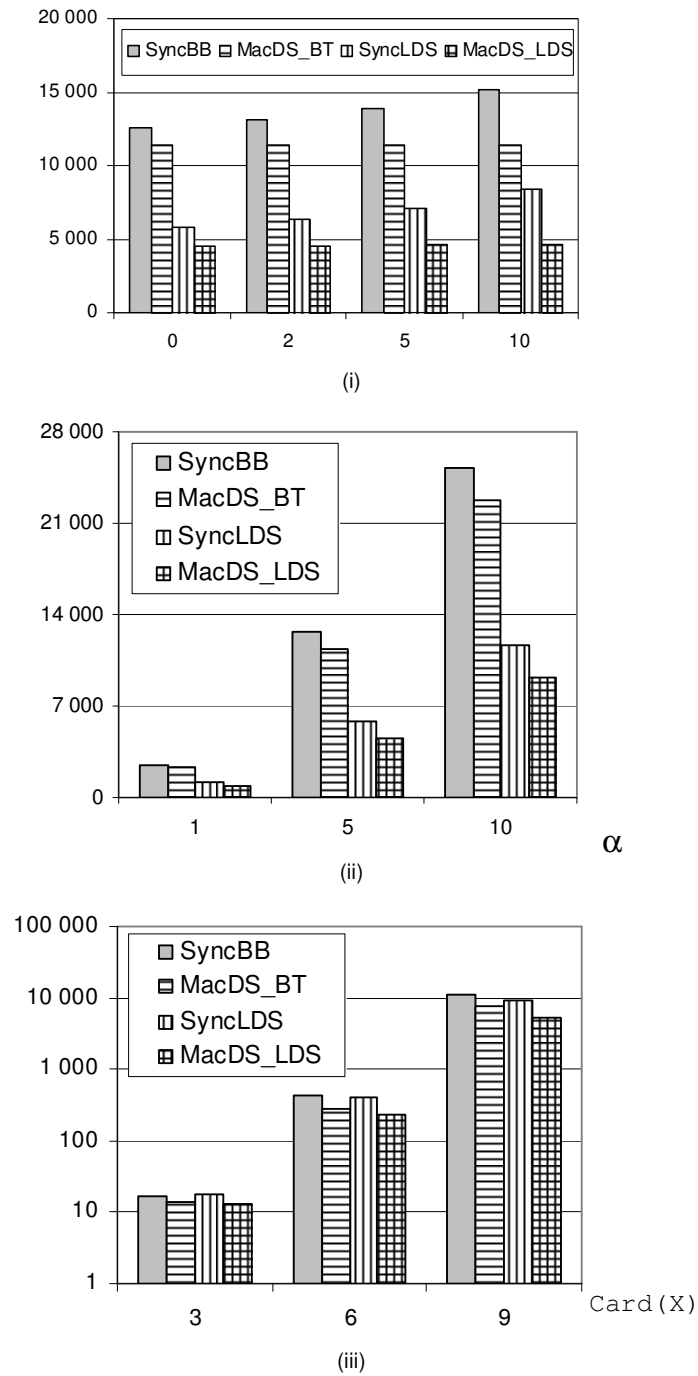 20 000
SyncBB MacDS_BT SyncLDS MacDS_LDS
15 000
10 000
5 000
0
0 2 5 10
(i)
28 000
SyncBB
MacDS_BT
21 000
SyncLDS
MacDS_LDS
14 000
7 000
0
1 5 10
α
(ii)
100 000
SyncBB
MacDS_BT
10 000
SyncLDS
MacDS_LDS
1 000
100
10
1
3 6 9
Card(X)
(iii)